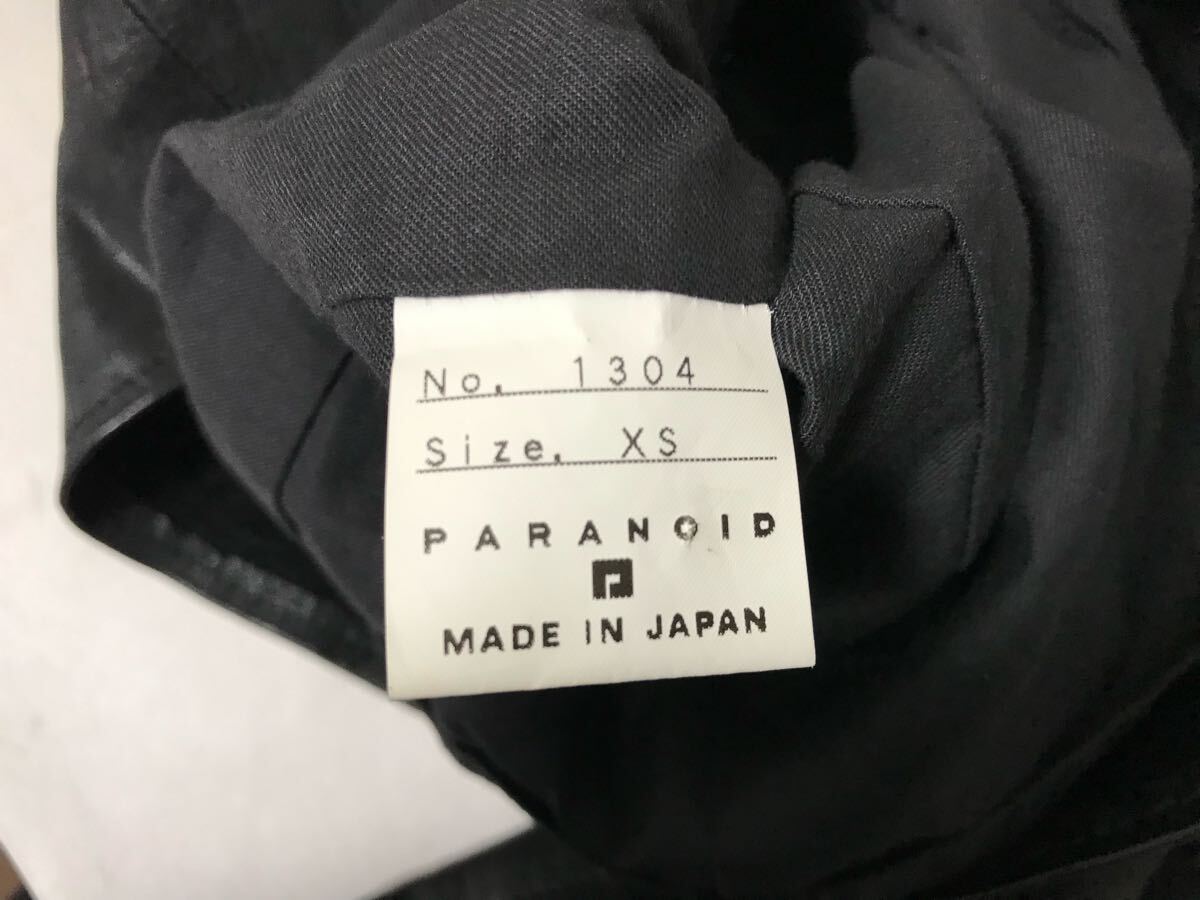 No. 1304
Size. XS
PARANOID
MADE IN JAPAN